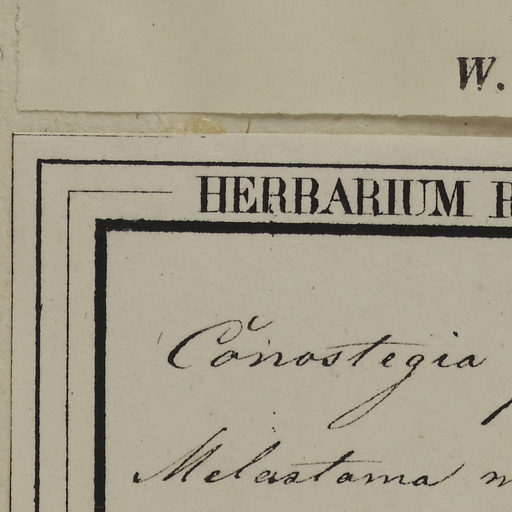 W.
HERBARIUM
Conostegia
Melastoma